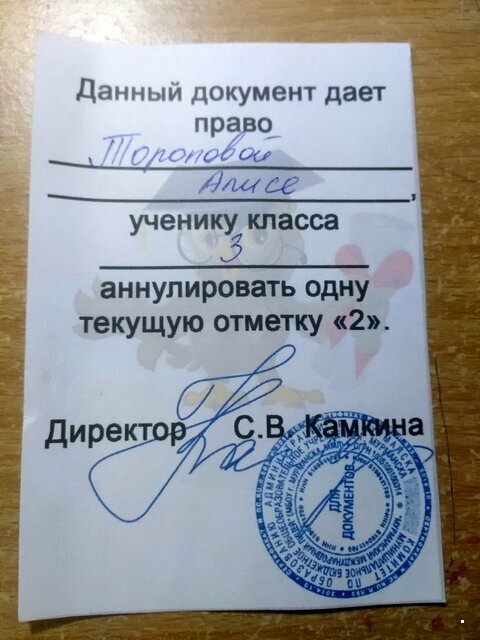 Данный документ дает
право
Тороповой
Алисе,
ученику класса
3
аннулировать одну
текущую отметку «2».
Директор С.В. Камкина
ДЛЯ
ДОКУМЕНТОВ